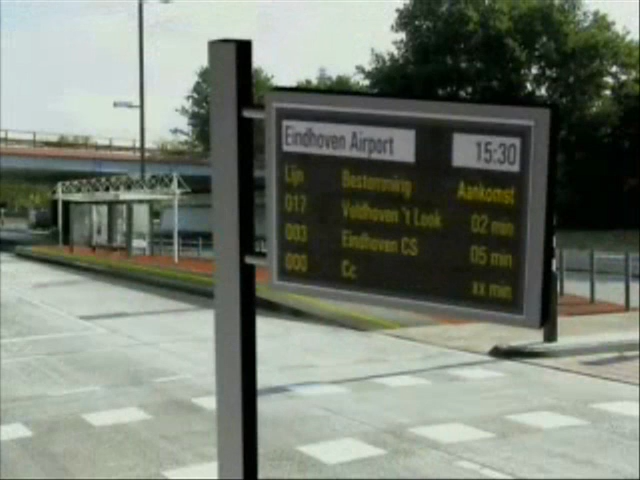 Eindhoven Airport 15:30
Lijn Bestemming Aankomst
017 Veldhoven 't Look 02 min
003 Eindhoven CS 05 min
000 Cc xx min